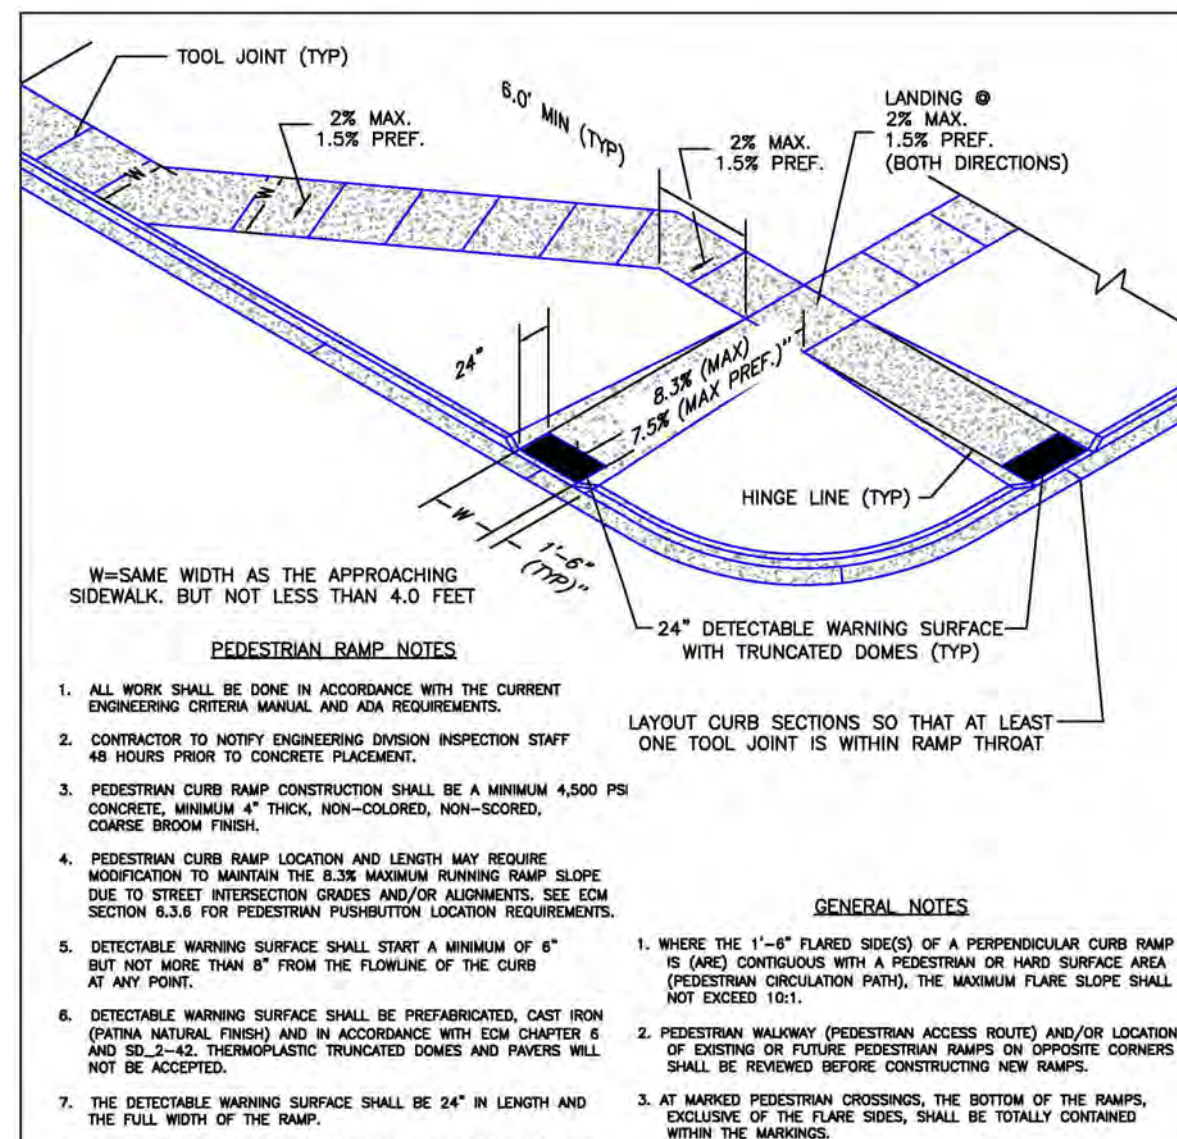 TOOL JOINT (TYP)
2% MAX.
1.5% PREF.
6.0' MIN (TYP)
2% MAX.
1.5% PREF.
LANDING @
2% MAX.
1.5% PREF.
(BOTH DIRECTIONS)
W
W
24"
8.3% (MAX)
7.5% (MAX PREF.)"
HINGE LINE (TYP)
W
1'-6"
(TYP)"
W=SAME WIDTH AS THE APPROACHING
SIDEWALK. BUT NOT LESS THAN 4.0 FEET
24" DETECTABLE WARNING SURFACE
WITH TRUNCATED DOMES (TYP)
LAYOUT CURB SECTIONS SO THAT AT LEAST
ONE TOOL JOINT IS WITHIN RAMP THROAT
PEDESTRIAN RAMP NOTES
1. ALL WORK SHALL BE DONE IN ACCORDANCE WITH THE CURRENT
ENGINEERING CRITERIA MANUAL AND ADA REQUIREMENTS.
2. CONTRACTOR TO NOTIFY ENGINEERING DIVISION INSPECTION STAFF
48 HOURS PRIOR TO CONCRETE PLACEMENT.
3. PEDESTRIAN CURB RAMP CONSTRUCTION SHALL BE A MINIMUM 4,500 PSI
CONCRETE, MINIMUM 4" THICK, NON-COLORED, NON-SCORED,
COARSE BROOM FINISH.
4. PEDESTRIAN CURB RAMP LOCATION AND LENGTH MAY REQUIRE
MODIFICATION TO MAINTAIN THE 8.3% MAXIMUM RUNNING RAMP SLOPE
DUE TO STREET INTERSECTION GRADES AND/OR ALIGNMENTS. SEE ECM
SECTION 6.3.6 FOR PEDESTRIAN PUSHBUTTON LOCATION REQUIREMENTS.
5. DETECTABLE WARNING SURFACE SHALL START A MINIMUM OF 6"
BUT NOT MORE THAN 8" FROM THE FLOWLINE OF THE CURB
AT ANY POINT.
6. DETECTABLE WARNING SURFACE SHALL BE PREFABRICATED, CAST IRON
(PATINA NATURAL FINISH) AND IN ACCORDANCE WITH ECM CHAPTER 6
AND SD_2-42. THERMOPLASTIC TRUNCATED DOMES AND PAVERS WILL
NOT BE ACCEPTED.
7. THE DETECTABLE WARNING SURFACE SHALL BE 24" IN LENGTH AND
THE FULL WIDTH OF THE RAMP.
GENERAL NOTES
1. WHERE THE 1'-6" FLARED SIDE(S) OF A PERPENDICULAR CURB RAMP
IS (ARE) CONTIGUOUS WITH A PEDESTRIAN OR HARD SURFACE AREA
(PEDESTRIAN CIRCULATION PATH), THE MAXIMUM FLARE SLOPE SHALL
NOT EXCEED 10:1.
2. PEDESTRIAN WALKWAY (PEDESTRIAN ACCESS ROUTE) AND/OR LOCATION
OF EXISTING OR FUTURE PEDESTRIAN RAMPS ON OPPOSITE CORNERS
SHALL BE REVIEWED BEFORE CONSTRUCTING NEW RAMPS.
3. AT MARKED PEDESTRIAN CROSSINGS, THE BOTTOM OF THE RAMPS,
EXCLUSIVE OF THE FLARE SIDES, SHALL BE TOTALLY CONTAINED
WITHIN THE MARKINGS.